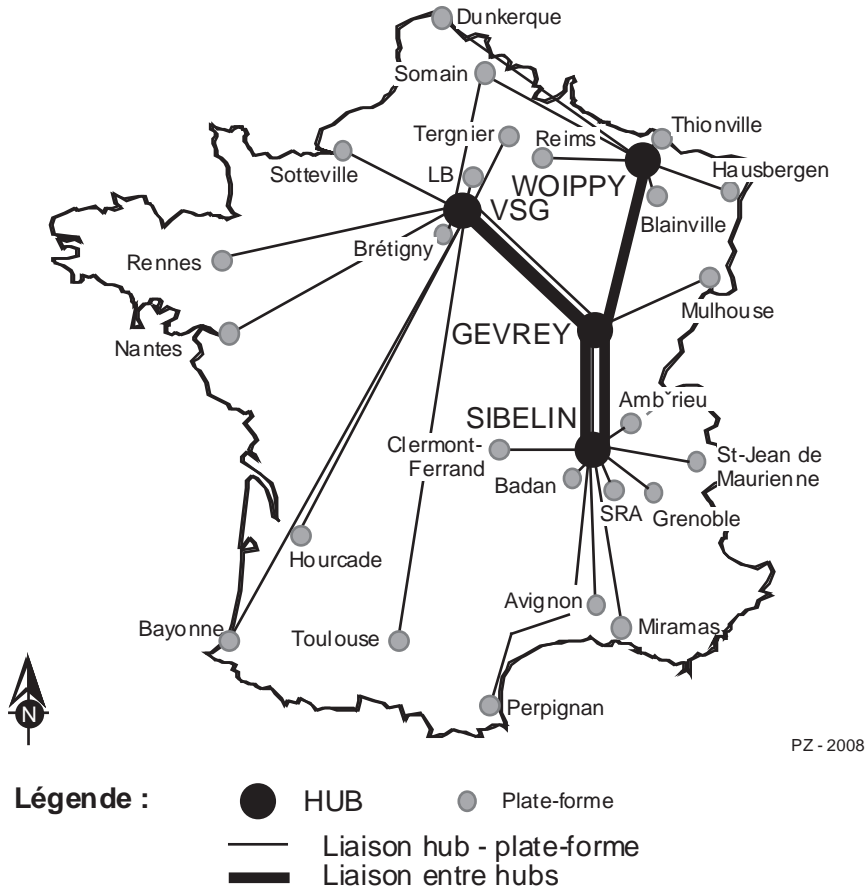 Dunkerque
Somain
Thionville
Tergnier
Reims
Sotteville
LB
WOIPPY
Hausbergen
VSG
Blainville
Brétigny
Rennes
Mulhouse
GEVREY
Nantes
Ambˇrieu
SIBELIN
Clermont-
Ferrand
St-Jean de
Maurienne
Badan
SRA
Grenoble
Hourcade
Avignon
Bayonne
Toulouse
Miramas
Perpignan
N
PZ - 2008
Légende :
HUB
Plate-forme
Liaison hub - plate-forme
Liaison entre hubs